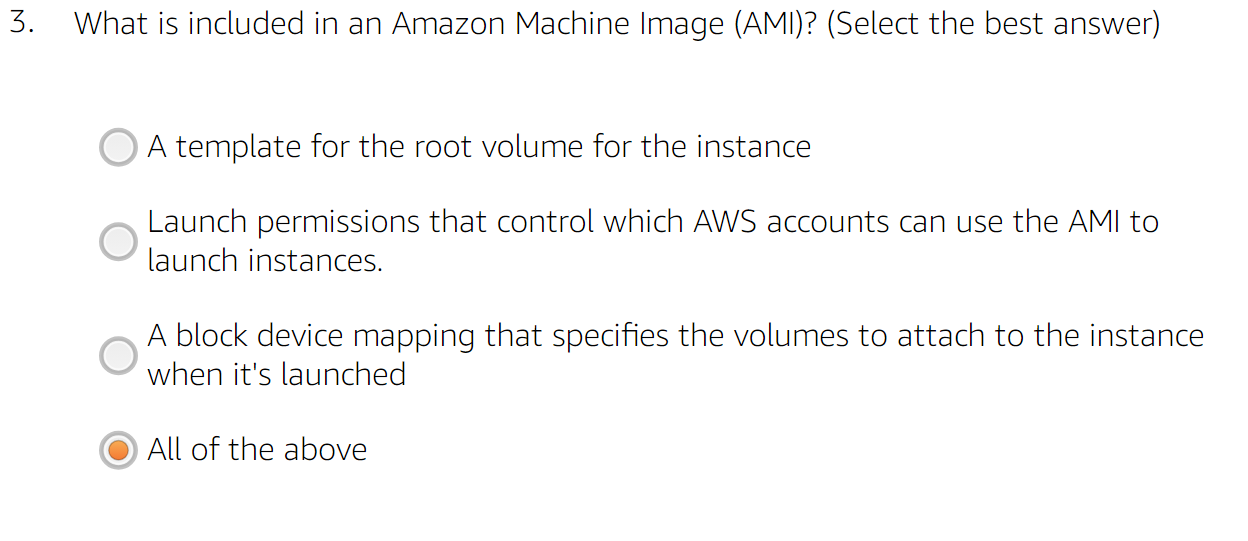 3. What is included in an Amazon Machine Image (AMI)? (Select the best answer)
A template for the root volume for the instance
Launch permissions that control which AWS accounts can use the AMI to
launch instances.
A block device mapping that specifies the volumes to attach to the instance
when it's launched
All of the above